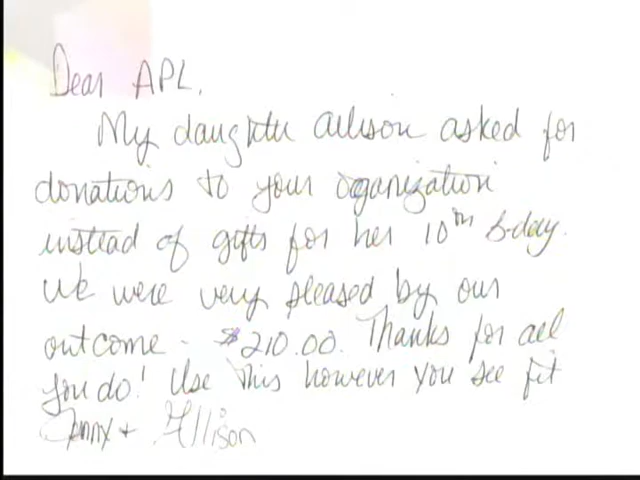 Dear APL,
My daughter allison asked for
donations to your oganization
instead of gifts for her 10th b-day.
We were very pleased by our
outcome - $210.00. Thanks for all
you do! Use this however you see fit
Jenny + Allison